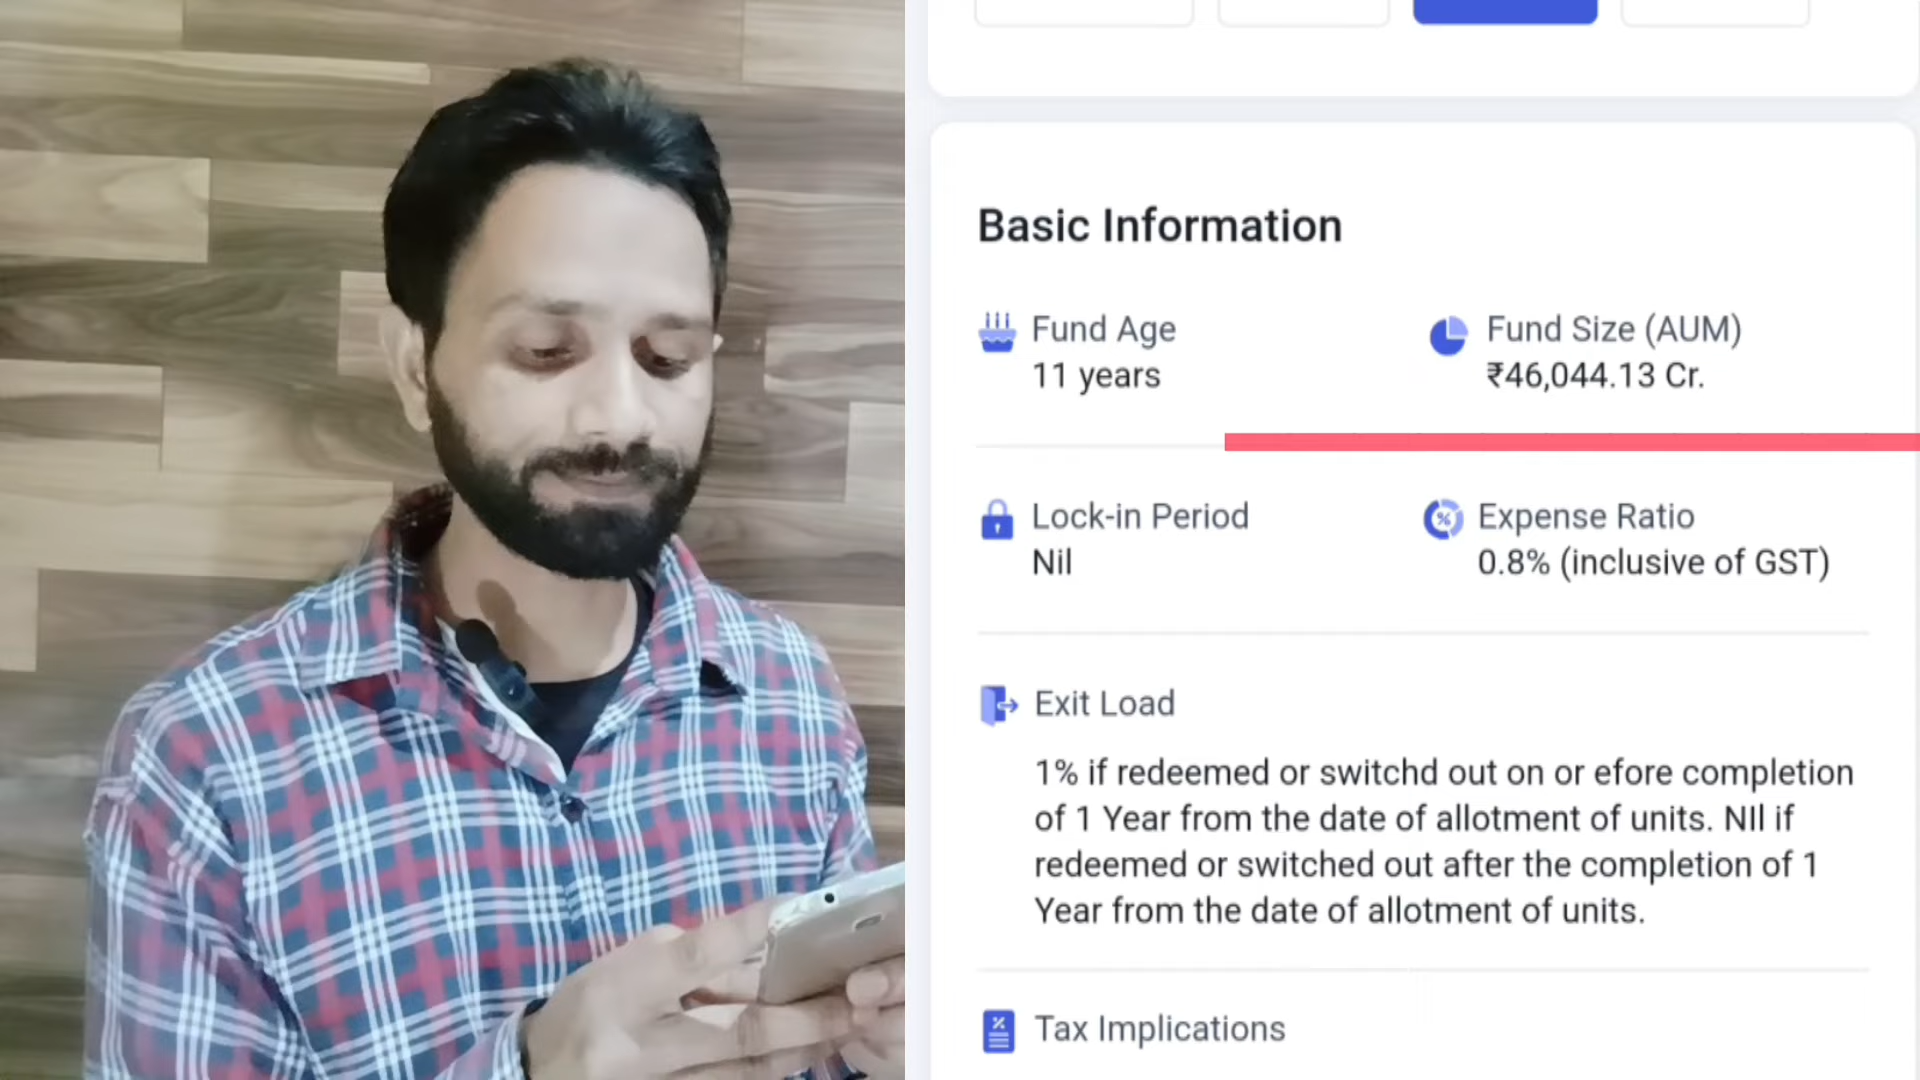 Basic Information
Fund Age
11 years
Fund Size (AUM)
₹46,044.13 Cr.
Lock-in Period
Nil
Expense Ratio
0.8% (inclusive of GST)
Exit Load
1% if redeemed or switchd out on or efore completion
of 1 Year from the date of allotment of units. NIl if
redeemed or switched out after the completion of 1
Year from the date of allotment of units.
Tax Implications